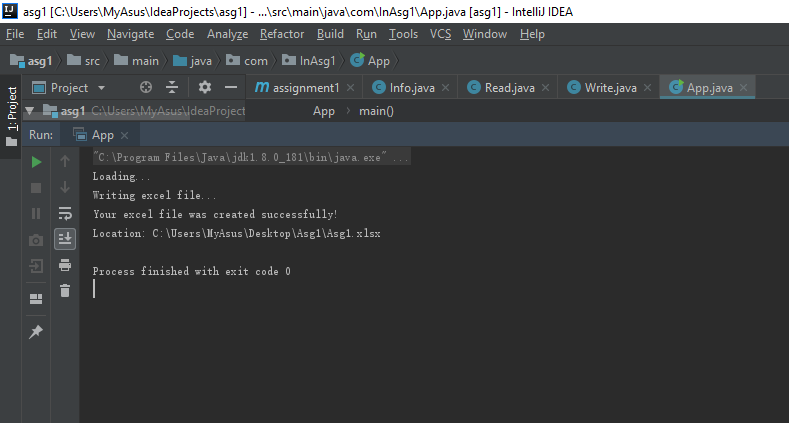 asg1 [C:\Users\MyAsus\IdeaProjects\asg1] - ...\src\main\java\com\InAsg1\App.java [asg1] - IntelliJ IDEA
File Edit View Navigate Code Analyze Refactor Build Run Tools VCS Window Help
asg1 src main java com InAsg1 App
Project assignment1 Info.java Read.java Write.java App.java
1: Project
asg1 C:\Users\MyAsus\IdeaProject App main()
Run: App
"C:\Program Files\Java\jdk1.8.0_181\bin\java.exe" ...
Loading...
Writing excel file...
Your excel file was created successfully!
Location: C:\Users\MyAsus\Desktop\Asg1\Asg1.xlsx
Process finished with exit code 0